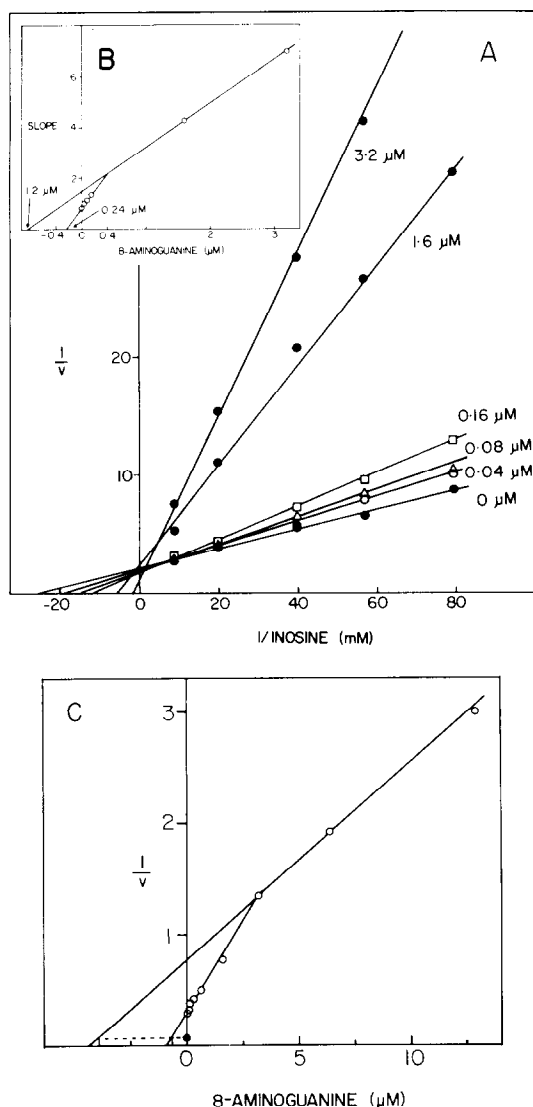 B
A
6
SLOPE
4
3·2 μM
2
1·2 μM
0·24 μM
1·6 μM
-0·4 0 0·4 2 3
8-AMINOGUANINE (μM)
1/v
20
0·16 μM
0·08 μM
10
0·04 μM
0 μM
-20 0 20 40 60 80
1/INOSINE (mM)
C
3
2
1/v
1
0 5 10
8-AMINOGUANINE (μM)